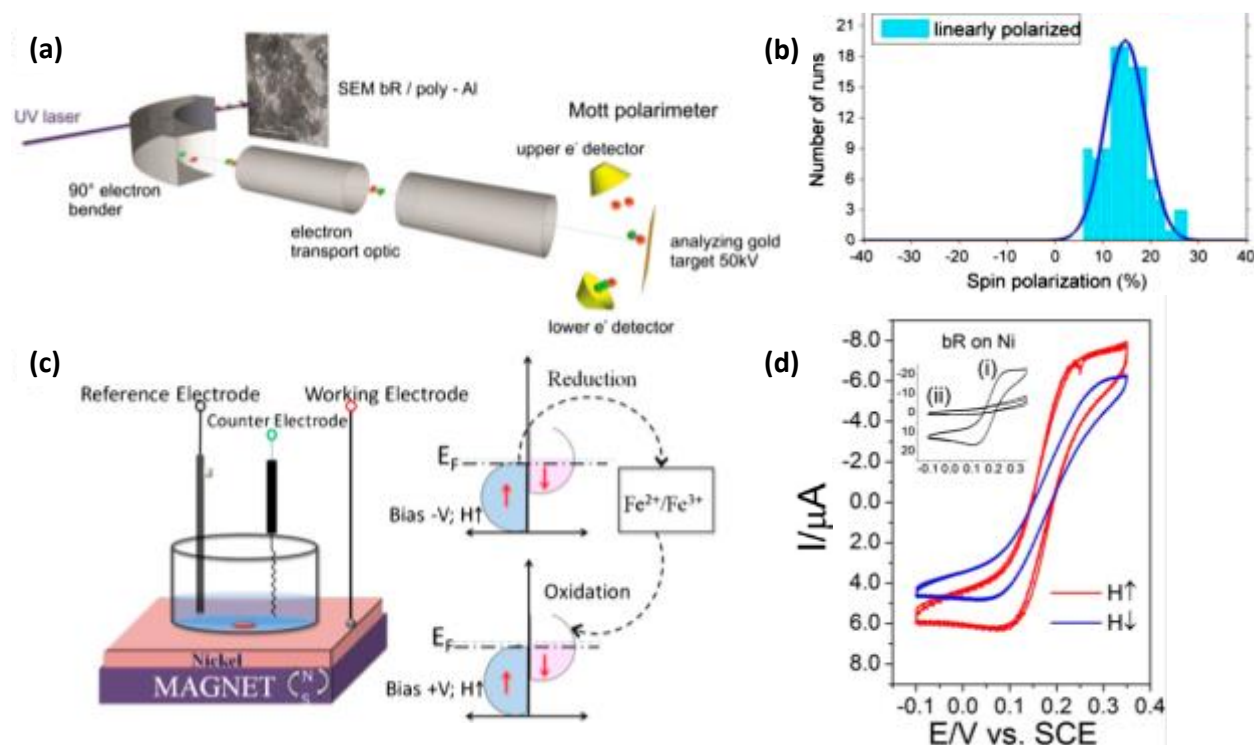 (a)
SEM bR / poly - Al
UV laser
Mott polarimeter
upper e- detector
90° electron
bender
electron
transport optic
analyzing gold
target 50kV
lower e- detector
(b)
linearly polarized
Number of runs
21
18
15
12
9
6
3
0
-40 -30 -20 -10 0 10 20 30 40
Spin polarization (%)
(c)
Reference Electrode
Counter Electrode
Working Electrode
Nickel
MAGNET
N
S
Reduction
EF
Bias -V; H↑
Fe2+/Fe3+
Oxidation
EF
Bias +V; H↑
(d)
bR on Ni
(i)
(ii)
-20
-10
0
10
20
-0.1 0.0 0.1 0.2 0.3
I/μA
-8.0
-6.0
-4.0
-2.0
0.0
2.0
4.0
6.0
8.0
H↑
H↓
-0.1 0.0 0.1 0.2 0.3 0.4
E/V vs. SCE